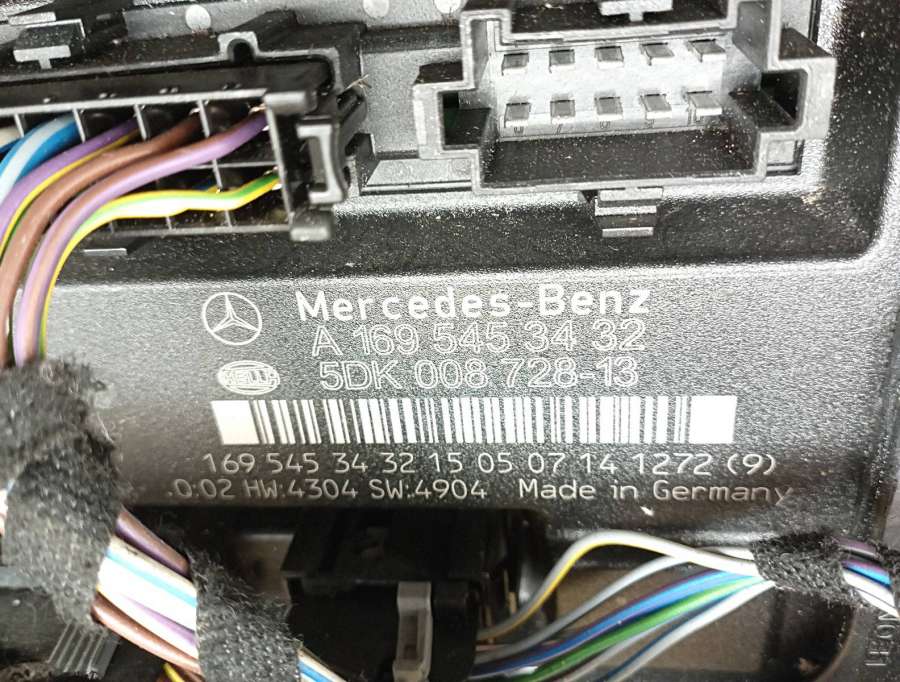 Mercedes-Benz
A 169 545 34 32
HELLA
5DK 008 728-13
169 545 34 32 15 05 07 14 1272 (9)
.0:02 HW:4304 SW:4904 Made in Germany